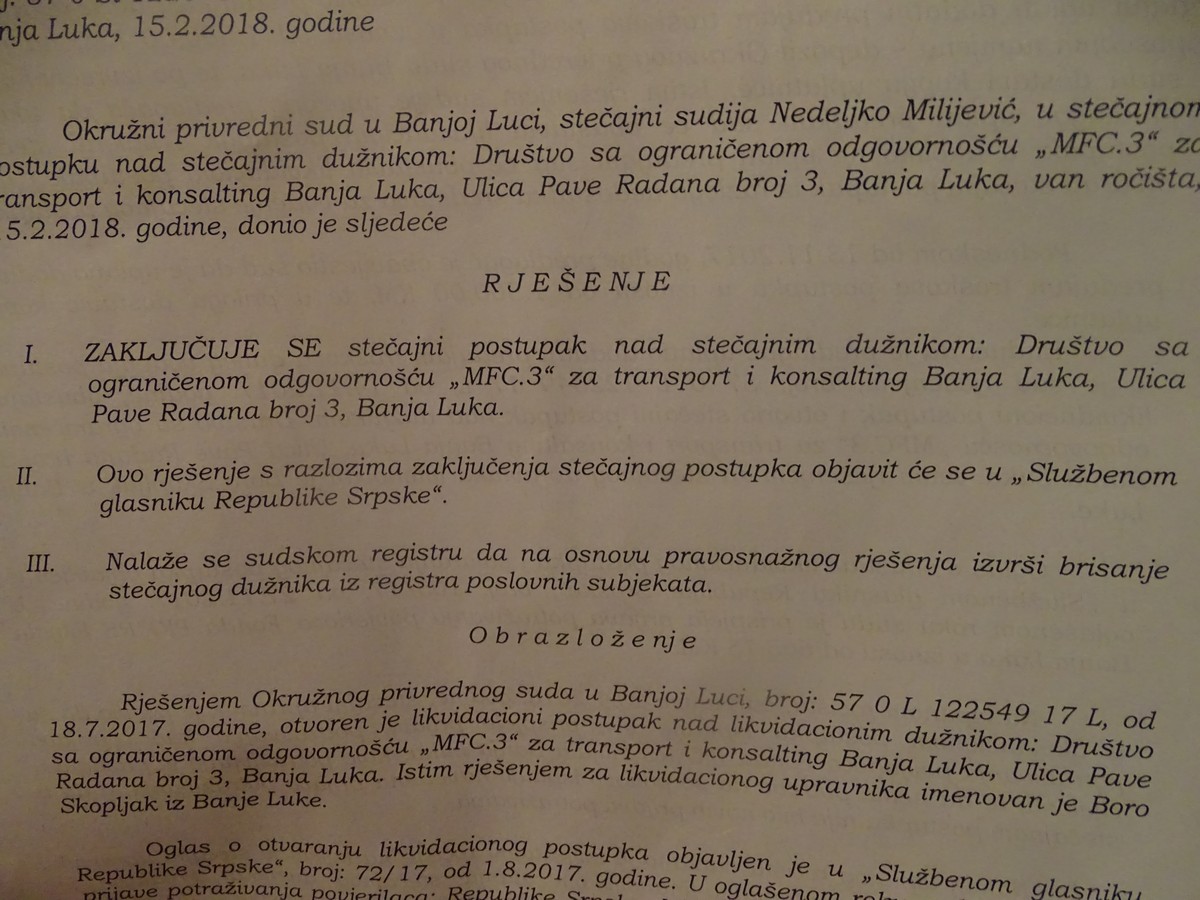 nja Luka, 15.2.2018. godine
Okružni privredni sud u Banjoj Luci, stečajni sudija Nedeljko Milijević, u stečajnom
ostupku nad stečajnim dužnikom: Društvo sa ograničenom odgovornošću „MFC.3“ za
ransport i konsalting Banja Luka, Ulica Pave Radana broj 3, Banja Luka, van ročišta,
5.2.2018. godine, donio je sljedeće
R J E Š E NJ E
I. ZAKLJUČUJE SE stečajni postupak nad stečajnim dužnikom: Društvo sa
ograničenom odgovornošću „MFC.3“ za transport i konsalting Banja Luka, Ulica
Pave Radana broj 3, Banja Luka.
II. Ovo rješenje s razlozima zaključenja stečajnog postupka objavit će se u „Službenom
glasniku Republike Srpske“.
III. Nalaže se sudskom registru da na osnovu pravosnažnog rješenja izvrši brisanje
stečajnog dužnika iz registra poslovnih subjekata.
O b r a z l o ž e nj e
Rješenjem Okružnog privrednog suda u Banjoj Luci, broj: 57 0 L 122549 17 L, od
18.7.2017. godine, otvoren je likvidacioni postupak nad likvidacionim dužnikom: Društvo
sa ograničenom odgovornošću „MFC.3“ za transport i konsalting Banja Luka, Ulica Pave
Radana broj 3, Banja Luka. Istim rješenjem za likvidacionog upravnika imenovan je Boro
Skopljak iz Banje Luke.
Oglas o otvaranju likvidacionog postupka objavljen je u „Službenom glasniku
Republike Srpske“, broj: 72/17, od 1.8.2017. godine. U oglašenom
prijave potraživanja povjerilaca: Republike